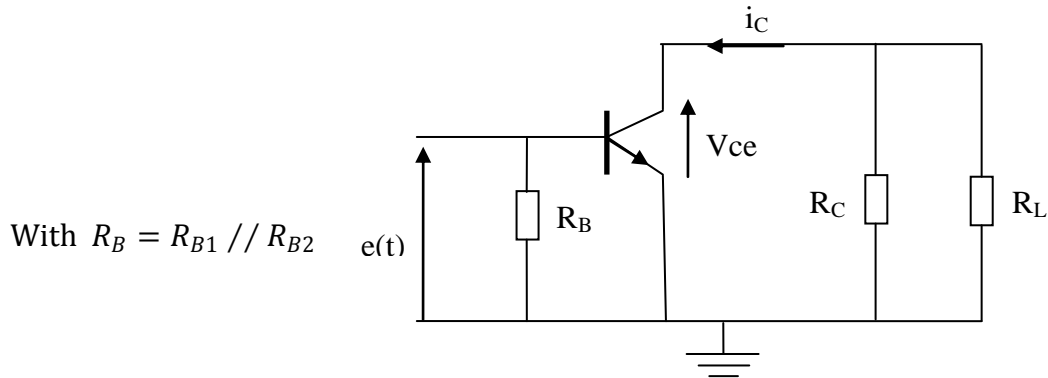 i_C
Vce
R_B
R_C
R_L
With R_B = R_B1 // R_B2
e(t)